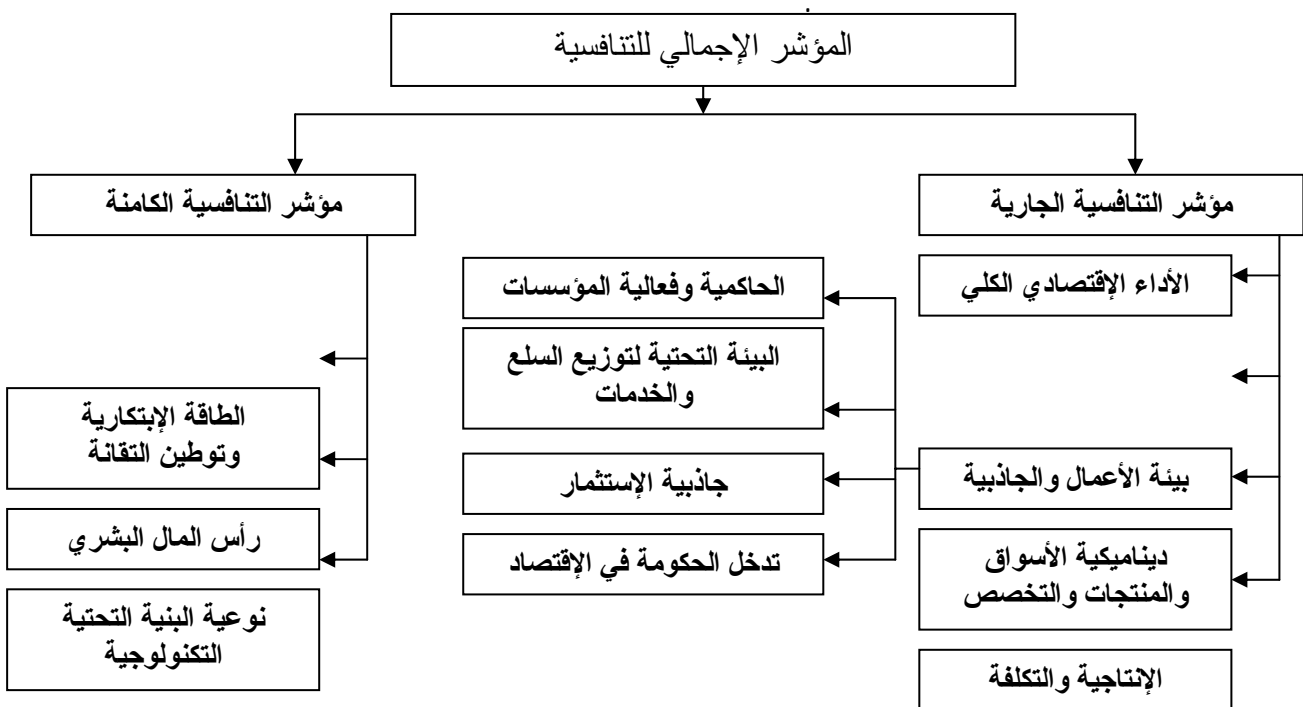 المؤشر الإجمالي للتنافسية
مؤشر التنافسية الجارية
مؤشر التنافسية الكامنة
الأداء الإقتصادي الكلي
بيئة الأعمال والجاذبية
ديناميكية الأسواق
والمنتجات والتخصص
الإنتاجية والتكلفة
الحاكمية وفعالية المؤسسات
البيئة التحتية لتوزيع السلع
والخدمات
جاذبية الإستثمار
تدخل الحكومة في الإقتصاد
الطاقة الإبتكارية
وتوطين التقانة
رأس المال البشري
نوعية البنية التحتية
التكنولوجية